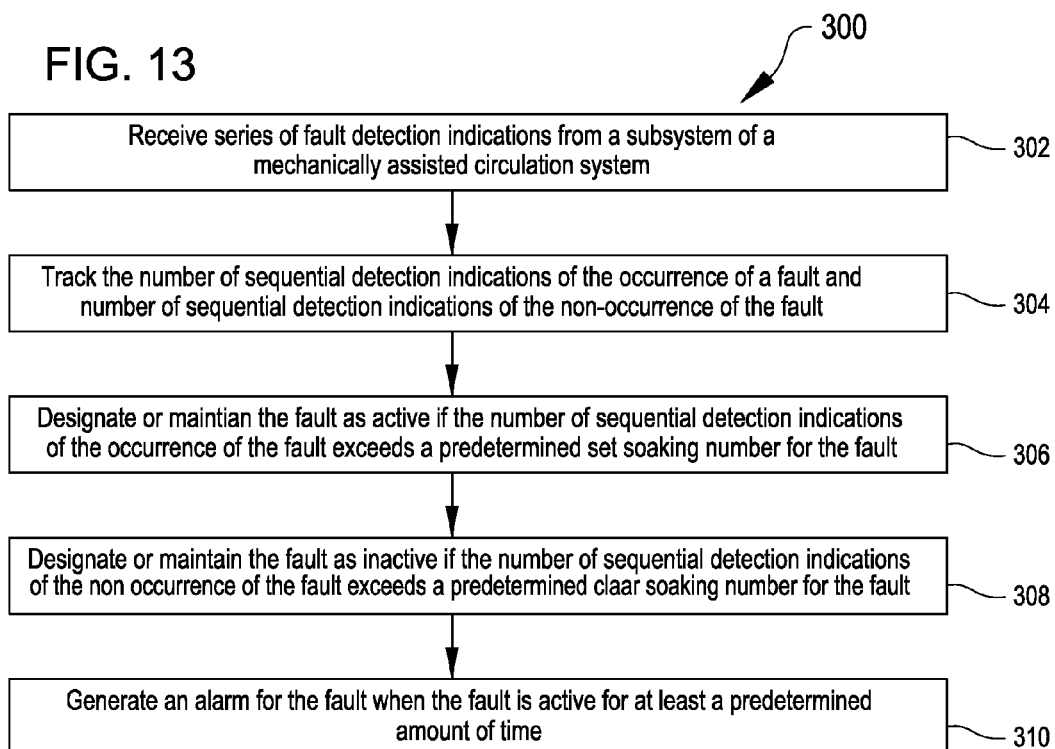 300
FIG. 13
Receive series of fault detection indications from a subsystem of a
mechanically assisted circulation system
302
Track the number of sequential detection indications of the occurrence of a fault and
number of sequential detection indications of the non-occurrence of the fault
304
Designate or maintian the fault as active if the number of sequential detection indications
of the occurrence of the fault exceeds a predetermined set soaking number for the fault
306
Designate or maintain the fault as inactive if the number of sequential detection indications
of the non occurrence of the fault exceeds a predetermined claar soaking number for the fault
308
Generate an alarm for the fault when the fault is active for at least a predetermined
amount of time
310